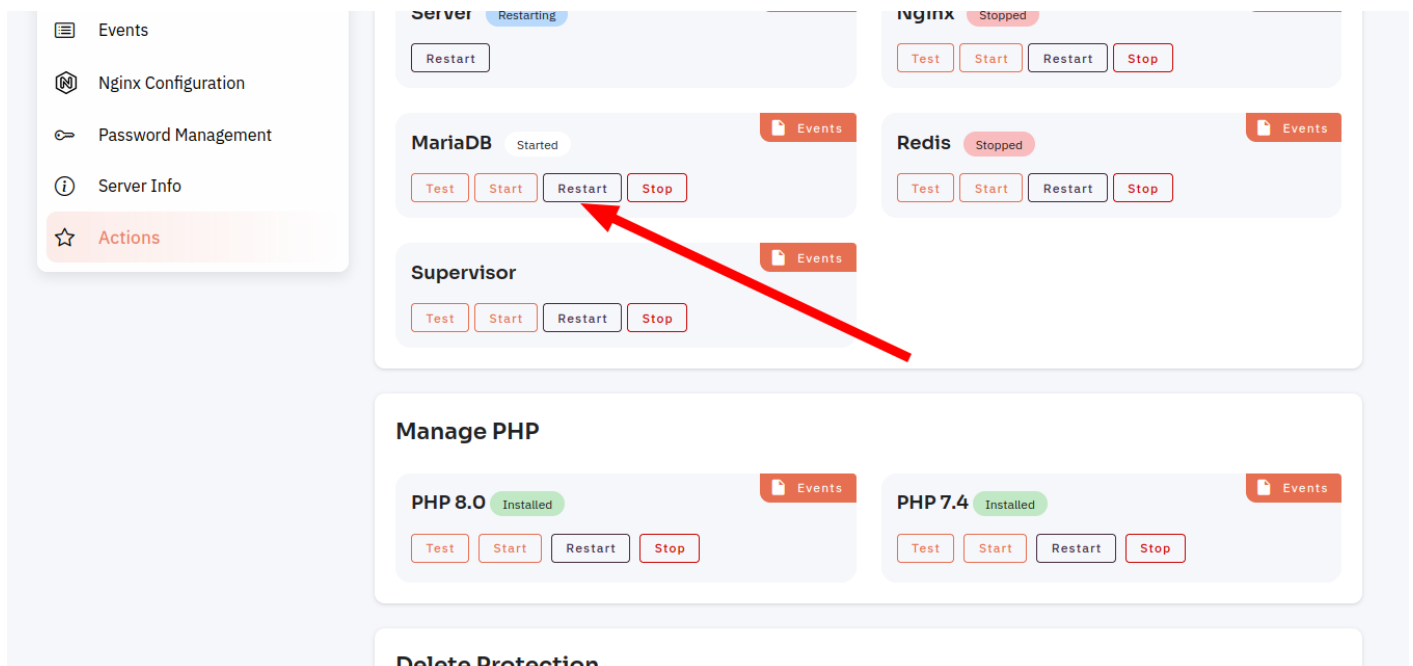 Events
Nginx Configuration
Password Management
Server Info
Actions
Server Restarting
Restart
Nginx Stopped
Test Start Restart Stop
MariaDB Started Events
Test Start Restart Stop
Redis Stopped Events
Test Start Restart Stop
Supervisor Events
Test Start Restart Stop
Manage PHP
PHP 8.0 Installed Events
Test Start Restart Stop
PHP 7.4 Installed Events
Test Start Restart Stop
Delete Protection